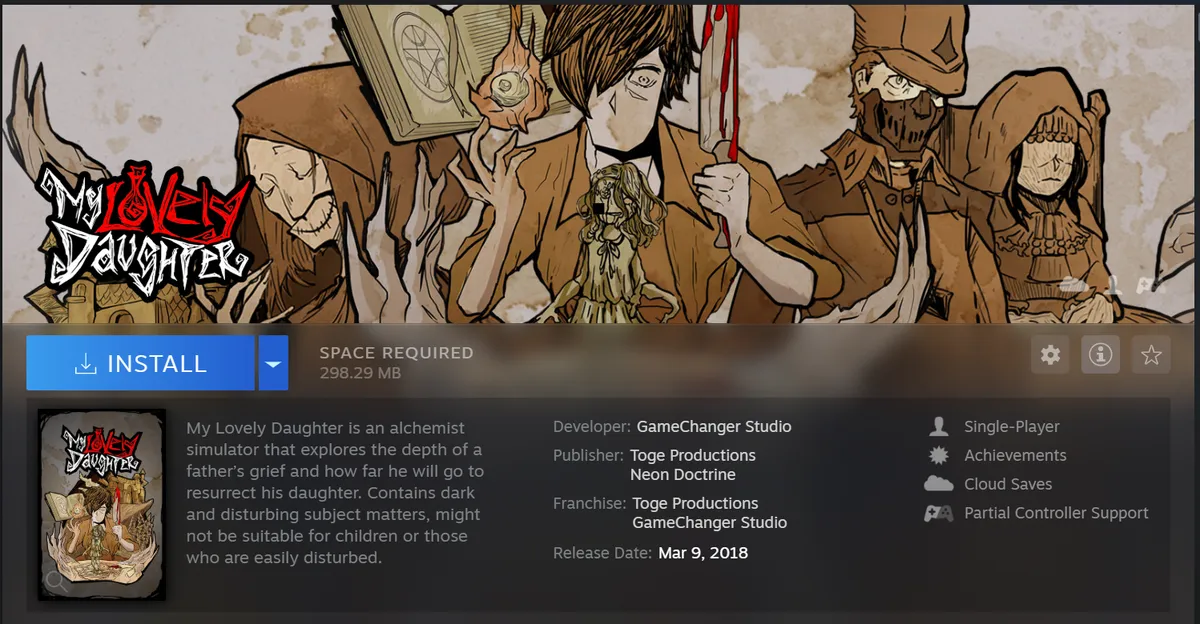 My Lovely
Daughter
INSTALL
SPACE REQUIRED
298.29 MB
My Lovely
Daughter
My Lovely Daughter is an alchemist
simulator that explores the depth of a
father's grief and how far he will go to
resurrect his daughter. Contains dark
and disturbing subject matters, might
not be suitable for children or those
who are easily disturbed.
Developer: GameChanger Studio
Publisher: Toge Productions
Neon Doctrine
Franchise: Toge Productions
GameChanger Studio
Release Date: Mar 9, 2018
Single-Player
Achievements
Cloud Saves
Partial Controller Support